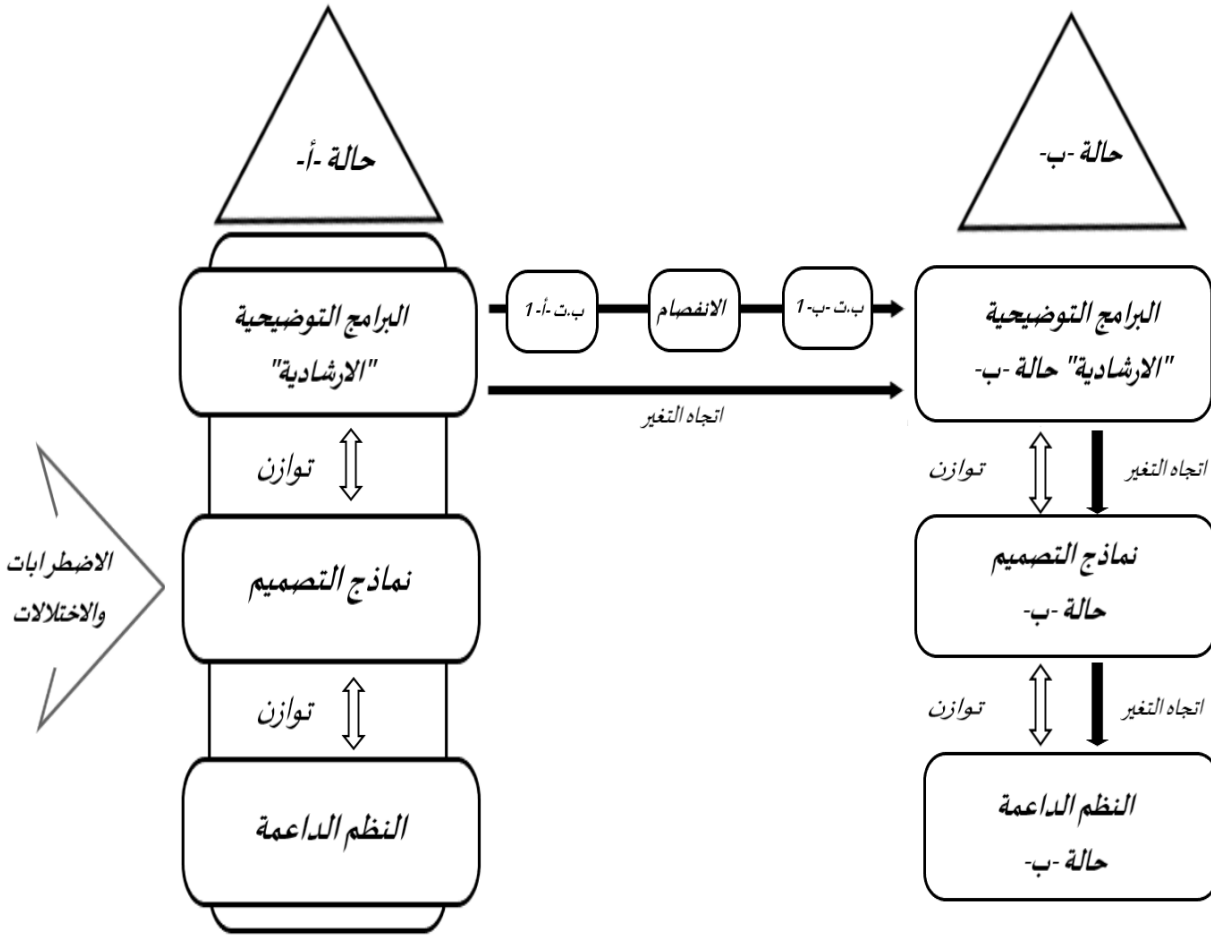 حالة -أ-
حالة -ب-
البرامج التوضيحية
"الارشادية"
ب.ت -أ-1
الانفصام
ب.ت -ب-1
البرامج التوضيحية
"الارشادية" حالة -ب-
اتجاه التغير
توازن
توازن
اتجاه التغير
الاضطرابات
والاختلالات
نماذج التصميم
نماذج التصميم
حالة -ب-
توازن
توازن
اتجاه التغير
النظم الداعمة
النظم الداعمة
حالة -ب-